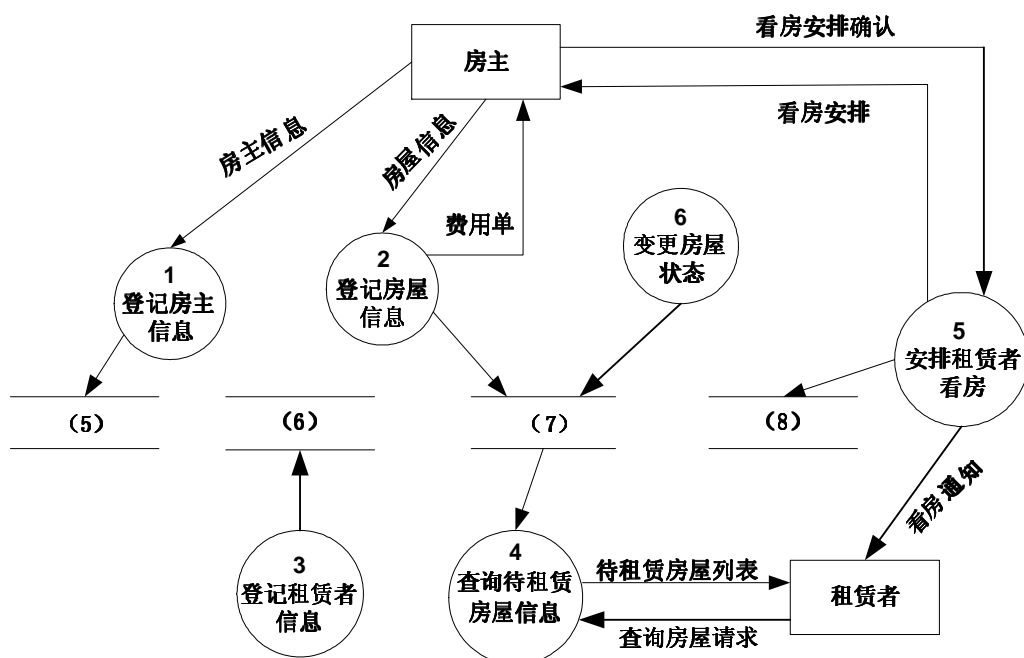 房主
看房安排确认
看房安排
房主信息
房屋信息
费用单
1
登记房主
信息
2
登记房屋
信息
6
变更房屋
状态
5
安排租赁者
看房
（5）
（6）
（7）
（8）
看房通知
3
登记租赁者
信息
4
查询待租赁
房屋信息
待租赁房屋列表
查询房屋请求
租赁者